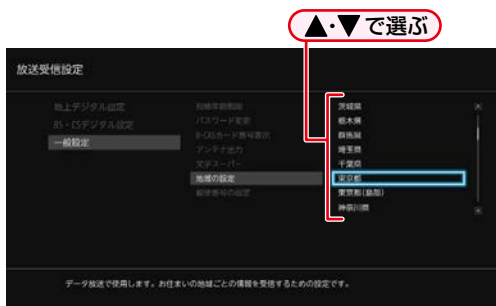 ▲・▼で選ぶ
放送受信設定
地上デジタル設定
BS・CSデジタル設定
一般設定
視聴年齢制限
パスワード変更
B-CASカード番号表示
アンテナ出力
文字スーパー
地域の設定
郵便番号の設定
茨城県
栃木県
群馬県
埼玉県
千葉県
東京都
東京都(島部)
神奈川県
データ放送で使用します。お住まいの地域ごとの情報を受信するための設定です。